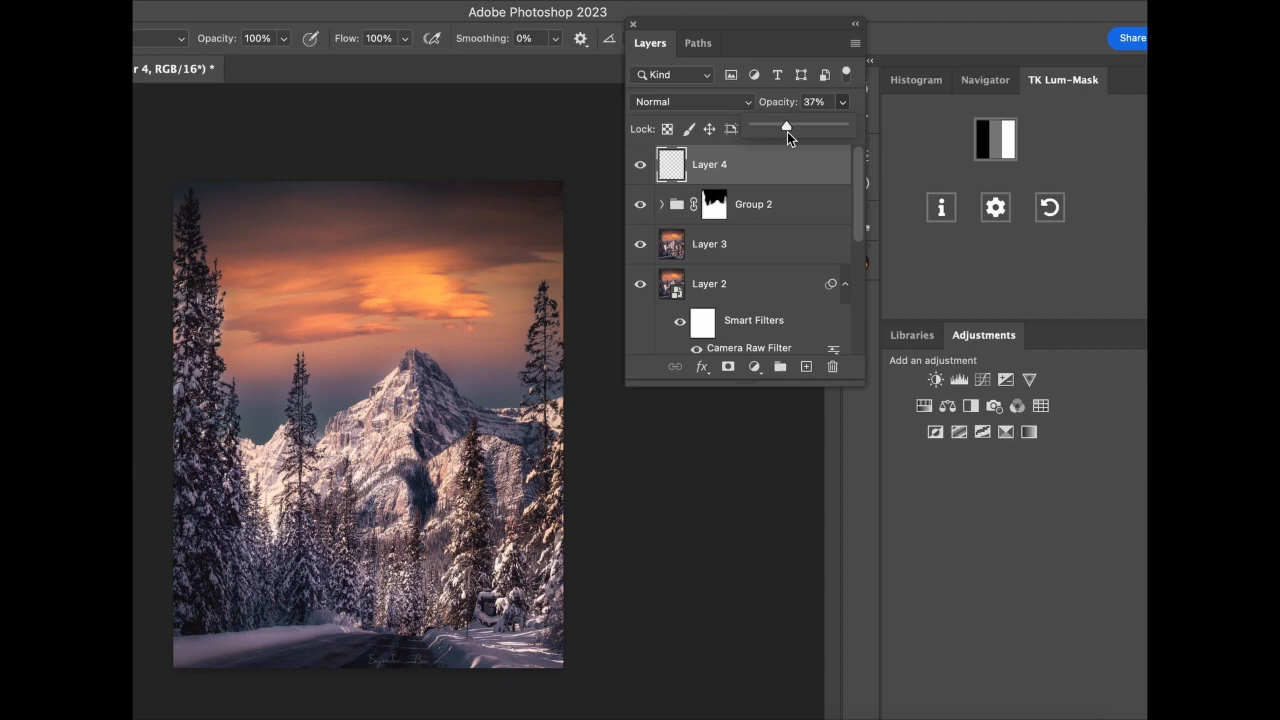 Adobe Photoshop 2023
Opacity: 100% Flow: 100% Smoothing: 0%
Share
r 4, RGB/16*) *
Layers Paths
Kind
Normal Opacity: 37%
Lock:
Layer 4
Group 2
Layer 3
Layer 2
Smart Filters
Camera Raw Filter
fx
Histogram Navigator TK Lum-Mask
Libraries Adjustments
Add an adjustment